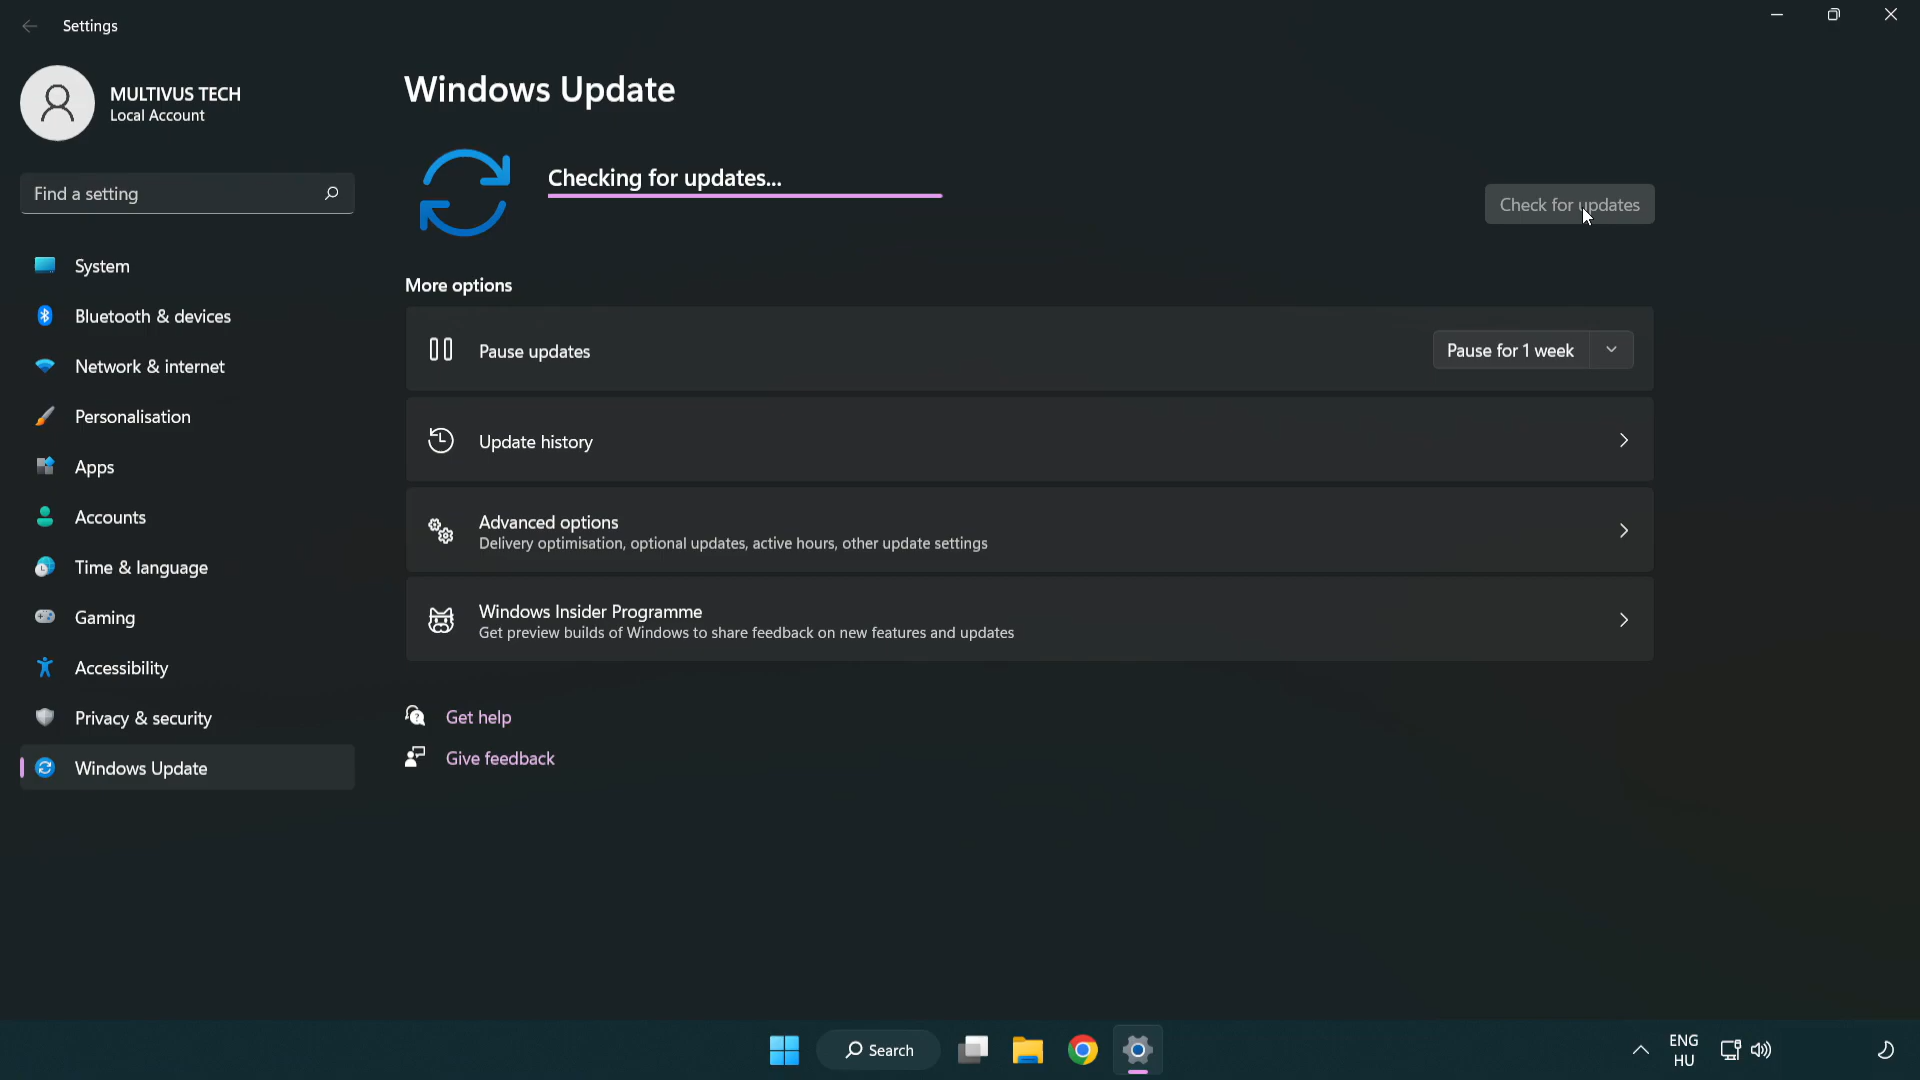 Settings
MULTIVUS TECH
Local Account
Find a setting
System
Bluetooth & devices
Network & internet
Personalisation
Apps
Accounts
Time & language
Gaming
Accessibility
Privacy & security
Windows Update
Windows Update
Checking for updates...
Check for updates
More options
Pause updates
Pause for 1 week
Update history
Advanced options
Delivery optimisation, optional updates, active hours, other update settings
Windows Insider Programme
Get preview builds of Windows to share feedback on new features and updates
Get help
Give feedback
Search
ENG
HU